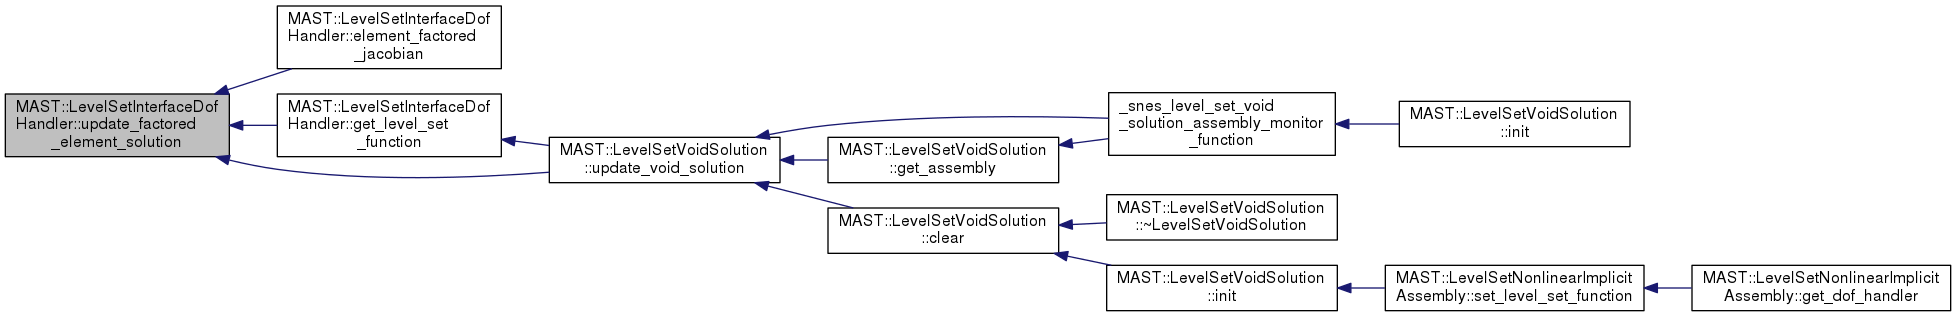 MAST::LevelSetInterfaceDof
Handler::update_factored
_element_solution
MAST::LevelSetInterfaceDof
Handler::element_factored
_jacobian
MAST::LevelSetInterfaceDof
Handler::get_level_set
_function
MAST::LevelSetVoidSolution
::update_void_solution
_snes_level_set_void
_solution_assembly_monitor
_function
MAST::LevelSetVoidSolution
::init
MAST::LevelSetVoidSolution
::get_assembly
MAST::LevelSetVoidSolution
::clear
MAST::LevelSetVoidSolution
::~LevelSetVoidSolution
MAST::LevelSetVoidSolution
::init
MAST::LevelSetNonlinearImplicit
Assembly::set_level_set_function
MAST::LevelSetNonlinearImplicit
Assembly::get_dof_handler